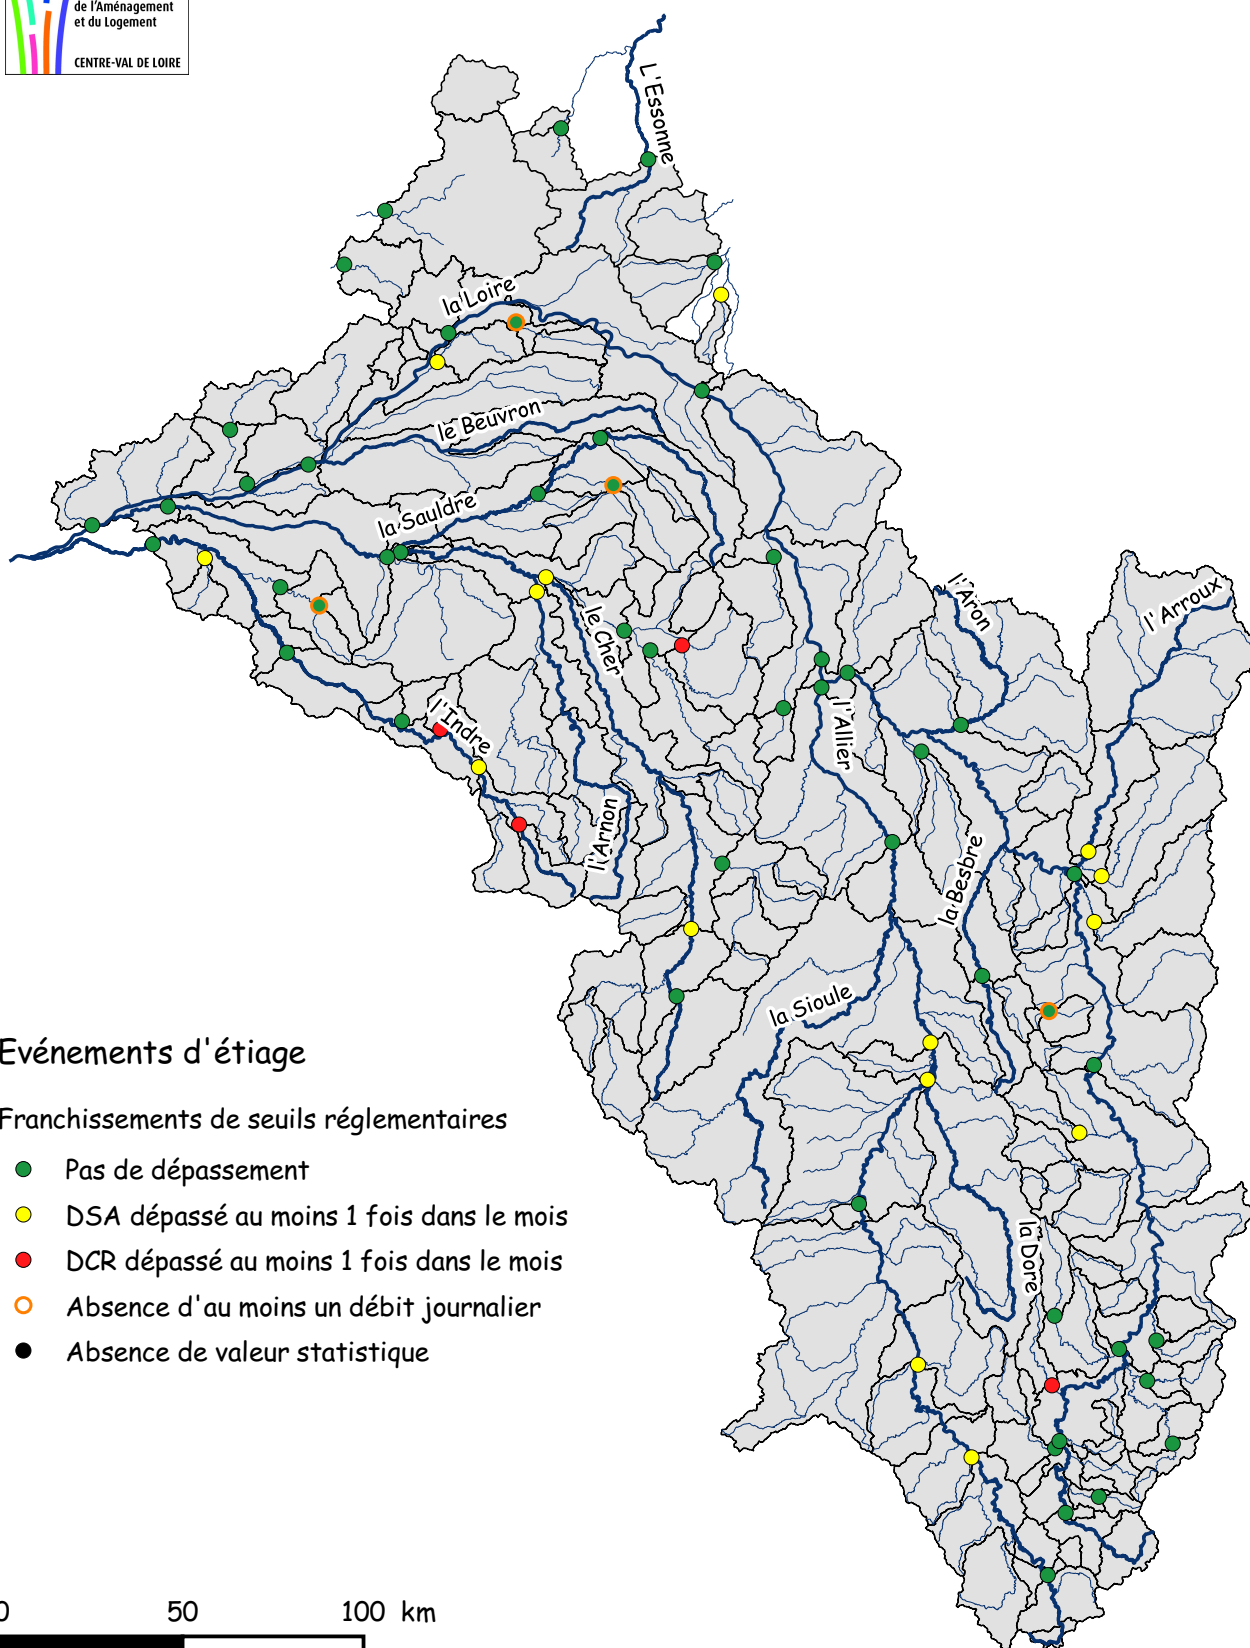 de l'Aménagement
et du Logement
CENTRE-VAL DE LOIRE
L'Essonne
la Loire
le Beuvron
la Sauldre
l'Aron
l'Arroux
le Cher
l'Indre
l'Allier
l'Arnon
la Besbre
la Sioule
la Dore
Evénements d'étiage
Franchissements de seuils réglementaires
Pas de dépassement
DSA dépassé au moins 1 fois dans le mois
DCR dépassé au moins 1 fois dans le mois
Absence d'au moins un débit journalier
Absence de valeur statistique
0 50 100 km